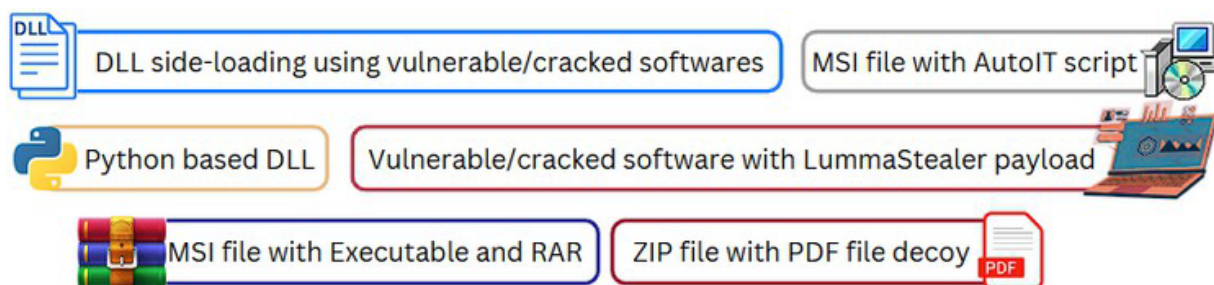 DLL
DLL side-loading using vulnerable/cracked softwares
MSI file with AutoIT script
Python based DLL
Vulnerable/cracked software with LummaStealer payload
MSI file with Executable and RAR
ZIP file with PDF file decoy
PDF